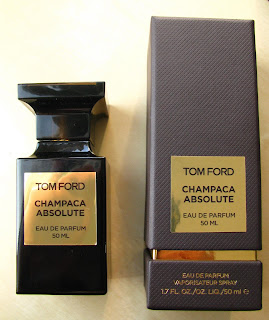 TOM FORD
CHAMPACA
ABSOLUTE
EAU DE PARFUM
50 ML
TOM FORD
CHAMPACA
ABSOLUTE
EAU DE PARFUM
50 ML
EAU DE PARFUM
VAPORISATEUR SPRAY
1.7 FL. OZ./OZ. LIQ./50 ml ℮